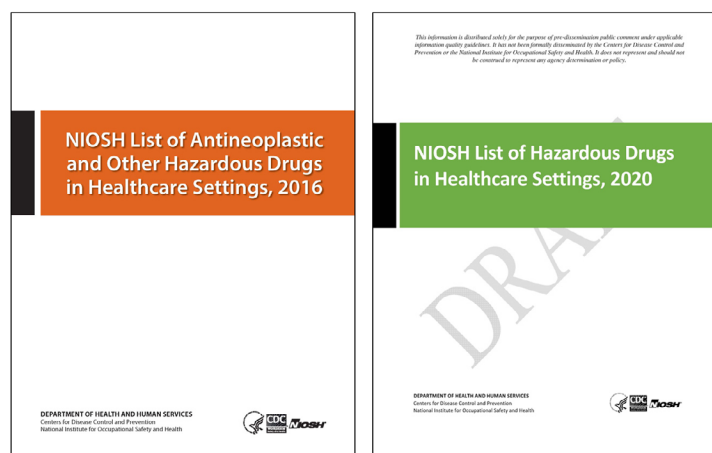 NIOSH List of Antineoplastic
and Other Hazardous Drugs
in Healthcare Settings, 2016
DEPARTMENT OF HEALTH AND HUMAN SERVICES
Centers for Disease Control and Prevention
National Institute for Occupational Safety and Health
CDC
NIOSH
This information is distributed solely for the purpose of pre-dissemination public comment under applicable
information quality guidelines. It has not been formally disseminated by the Centers for Disease Control and
Prevention or the National Institute for Occupational Safety and Health. It does not represent and should not
be construed to represent any agency determination or policy.
NIOSH List of Hazardous Drugs
in Healthcare Settings, 2020
DRAFT
DEPARTMENT OF HEALTH AND HUMAN SERVICES
Centers for Disease Control and Prevention
National Institute for Occupational Safety and Health
CDC
NIOSH